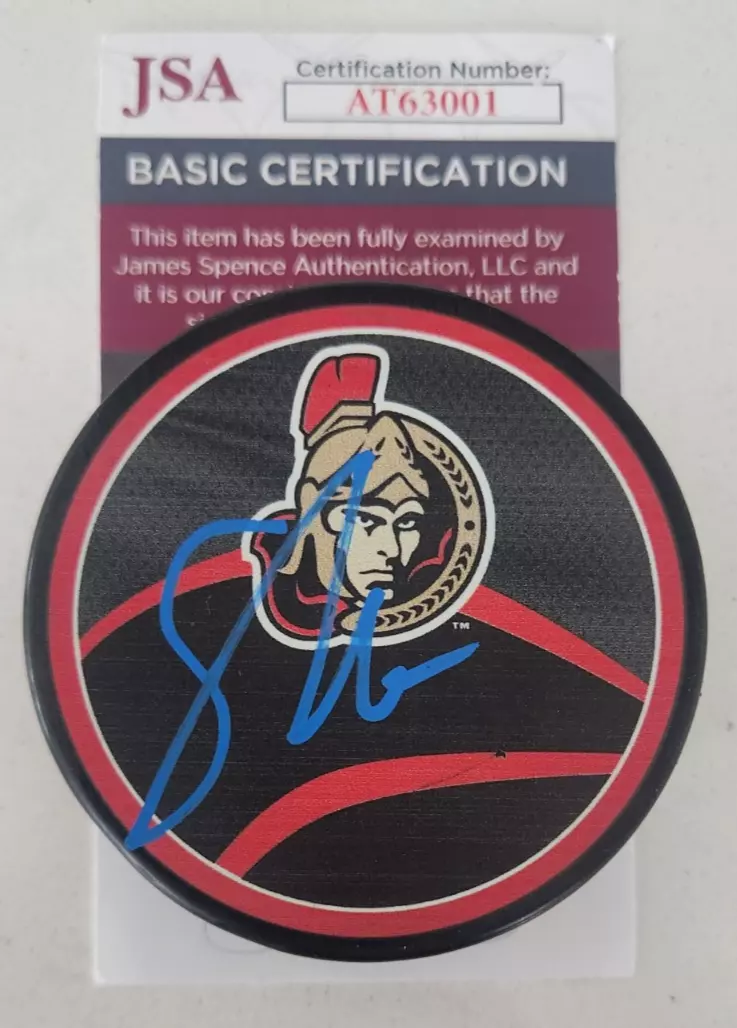 JSA
Certification Number:
AT63001
BASIC CERTIFICATION
This item has been fully examined by
James Spence Authentication, LLC and
it is our that the
TM